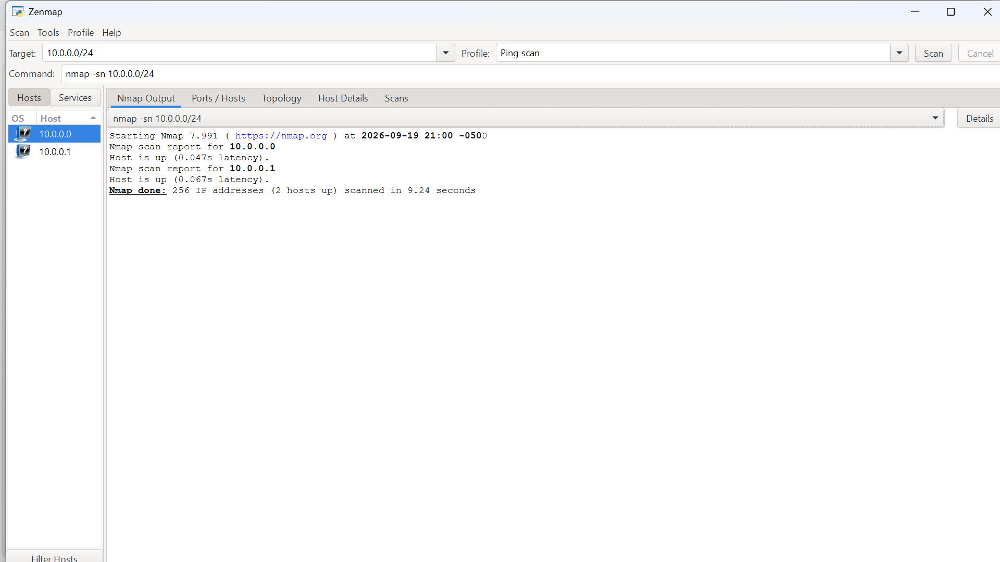 Zenmap
Scan Tools Profile Help
Target: 10.0.0.0/24 Profile: Ping scan Scan Cancel
Command: nmap -sn 10.0.0.0/24
Hosts Services Nmap Output Ports / Hosts Topology Host Details Scans
OS Host nmap -sn 10.0.0.0/24 Details
10.0.0.0
10.0.0.1
Starting Nmap 7.991 ( https://nmap.org ) at 2026-09-19 21:00 -0500
Nmap scan report for 10.0.0.0
Host is up (0.047s latency).
Nmap scan report for 10.0.0.1
Host is up (0.067s latency).
Nmap done: 256 IP addresses (2 hosts up) scanned in 9.24 seconds
Filter Hosts